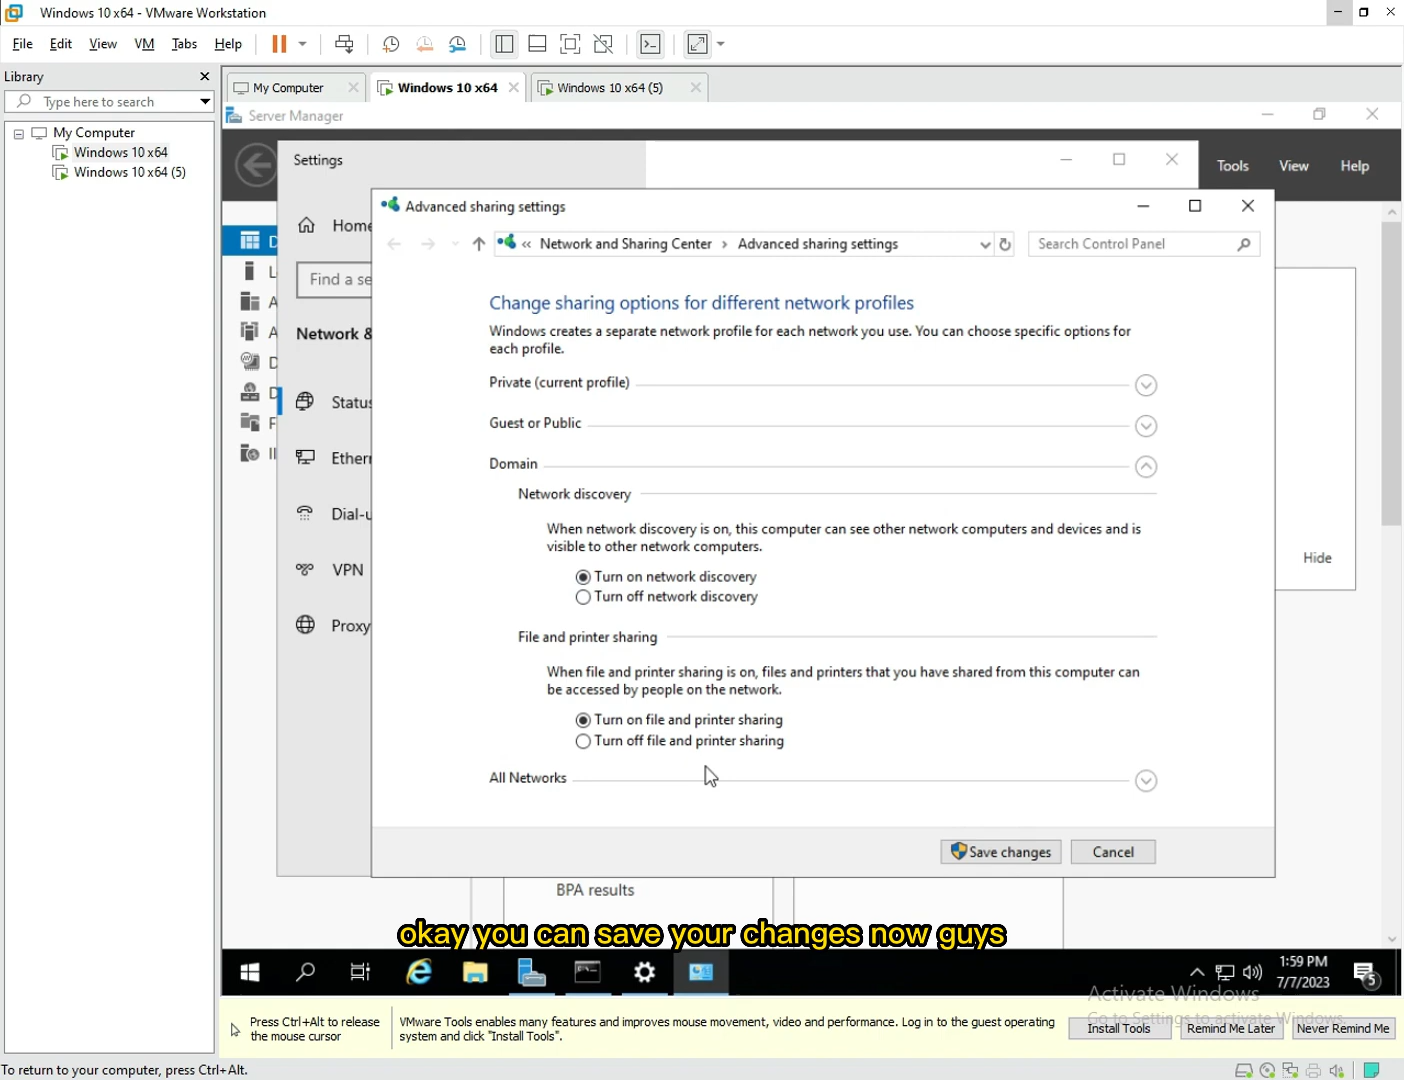 Windows 10 x64 - VMware Workstation
File Edit View VM Tabs Help
Library
Type here to search
My Computer
Windows 10 x64
Windows 10 x64 (5)
My Computer
Windows 10 x64
Windows 10 x64 (5)
Server Manager
Tools View Help
Settings
Home
Find a se
Network &
Status
Ethern
Dial-u
VPN
Proxy
Advanced sharing settings
« Network and Sharing Center › Advanced sharing settings
Search Control Panel
Change sharing options for different network profiles
Windows creates a separate network profile for each network you use. You can choose specific options for
each profile.
Private (current profile)
Guest or Public
Domain
Network discovery
When network discovery is on, this computer can see other network computers and devices and is
visible to other network computers.
Turn on network discovery
Turn off network discovery
File and printer sharing
When file and printer sharing is on, files and printers that you have shared from this computer can
be accessed by people on the network.
Turn on file and printer sharing
Turn off file and printer sharing
All Networks
Save changes
Cancel
Hide
BPA results
okay you can save your changes now guys
1:59 PM
7/7/2023
5
Activate Windows
Go to Settings to activate Windows.
Press Ctrl+Alt to release
the mouse cursor
VMware Tools enables many features and improves mouse movement, video and performance. Log in to the guest operating
system and click "Install Tools".
Install Tools
Remind Me Later
Never Remind Me
To return to your computer, press Ctrl+Alt.